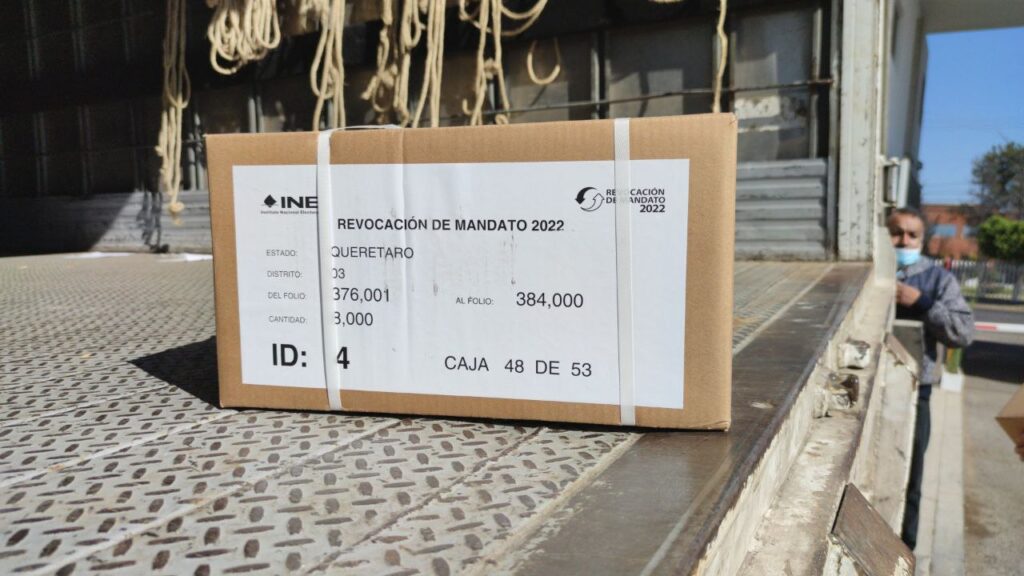 INE
Instituto Nacional Electoral
REVOCACIÓN
DE MANDATO
2022
REVOCACIÓN DE MANDATO 2022
ESTADO: QUERETARO
DISTRITO: 03
DEL FOLIO: 376,001 AL FOLIO: 384,000
CANTIDAD: 8,000
ID: 4 CAJA 48 DE 53